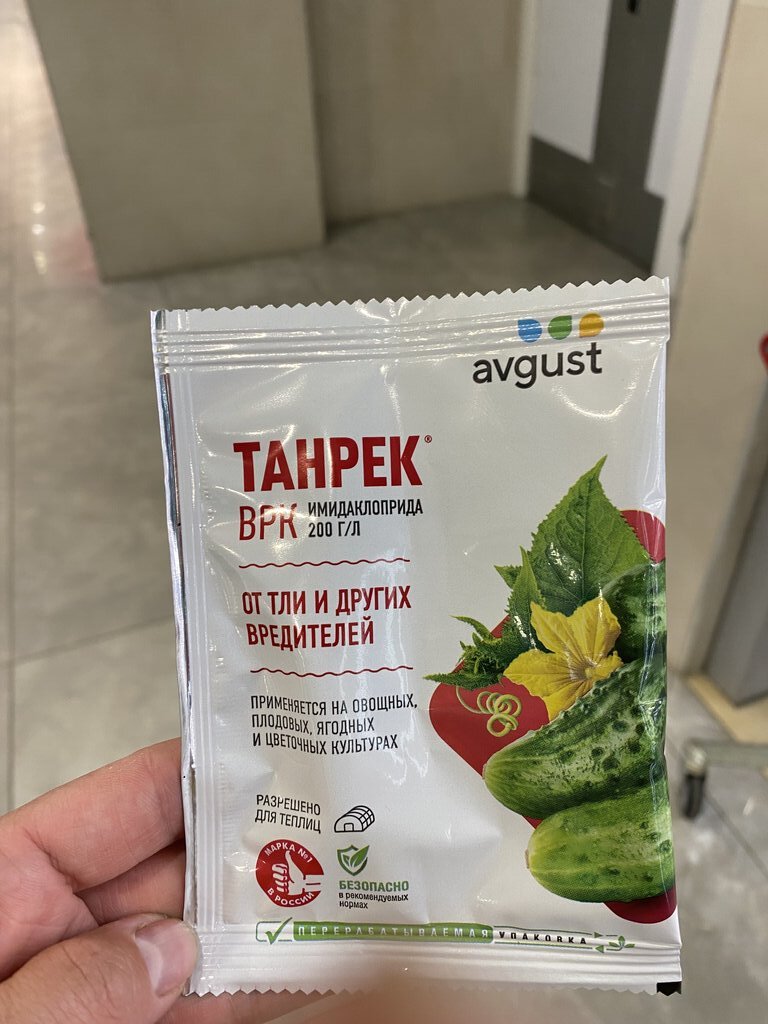 avgust
ТАНРЕК®
ВРК ИМИДАКЛОПРИДА
200 Г/Л
ОТ ТЛИ И ДРУГИХ
ВРЕДИТЕЛЕЙ
ПРИМЕНЯЕТСЯ НА ОВОЩНЫХ,
ПЛОДОВЫХ, ЯГОДНЫХ
И ЦВЕТОЧНЫХ КУЛЬТУРАХ
РАЗРЕШЕНО
ДЛЯ ТЕПЛИЦ
МАРКА №1
В РОССИИ
БЕЗОПАСНО
в рекомендуемых
нормах
ПЕРЕРАБАТЫВАЕМАЯ УПАКОВКА